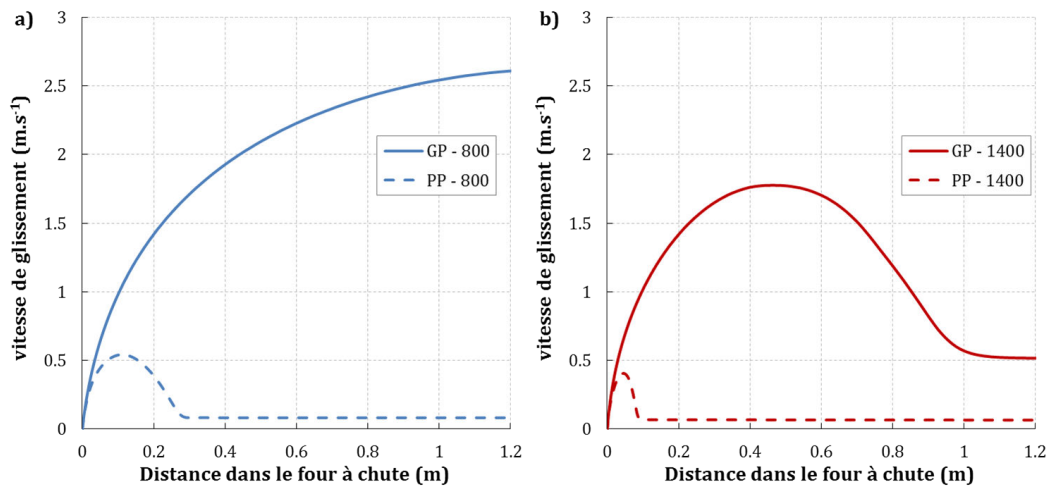 a)
3
2.5
2
1.5
1
0.5
0
0 0.2 0.4 0.6 0.8 1 1.2
vitesse de glissement (m.s-1)
Distance dans le four à chute (m)
GP - 800
PP - 800
b)
3
2.5
2
1.5
1
0.5
0
0 0.2 0.4 0.6 0.8 1 1.2
vitesse de glissement (m.s-1)
Distance dans le four à chute (m)
GP - 1400
PP - 1400